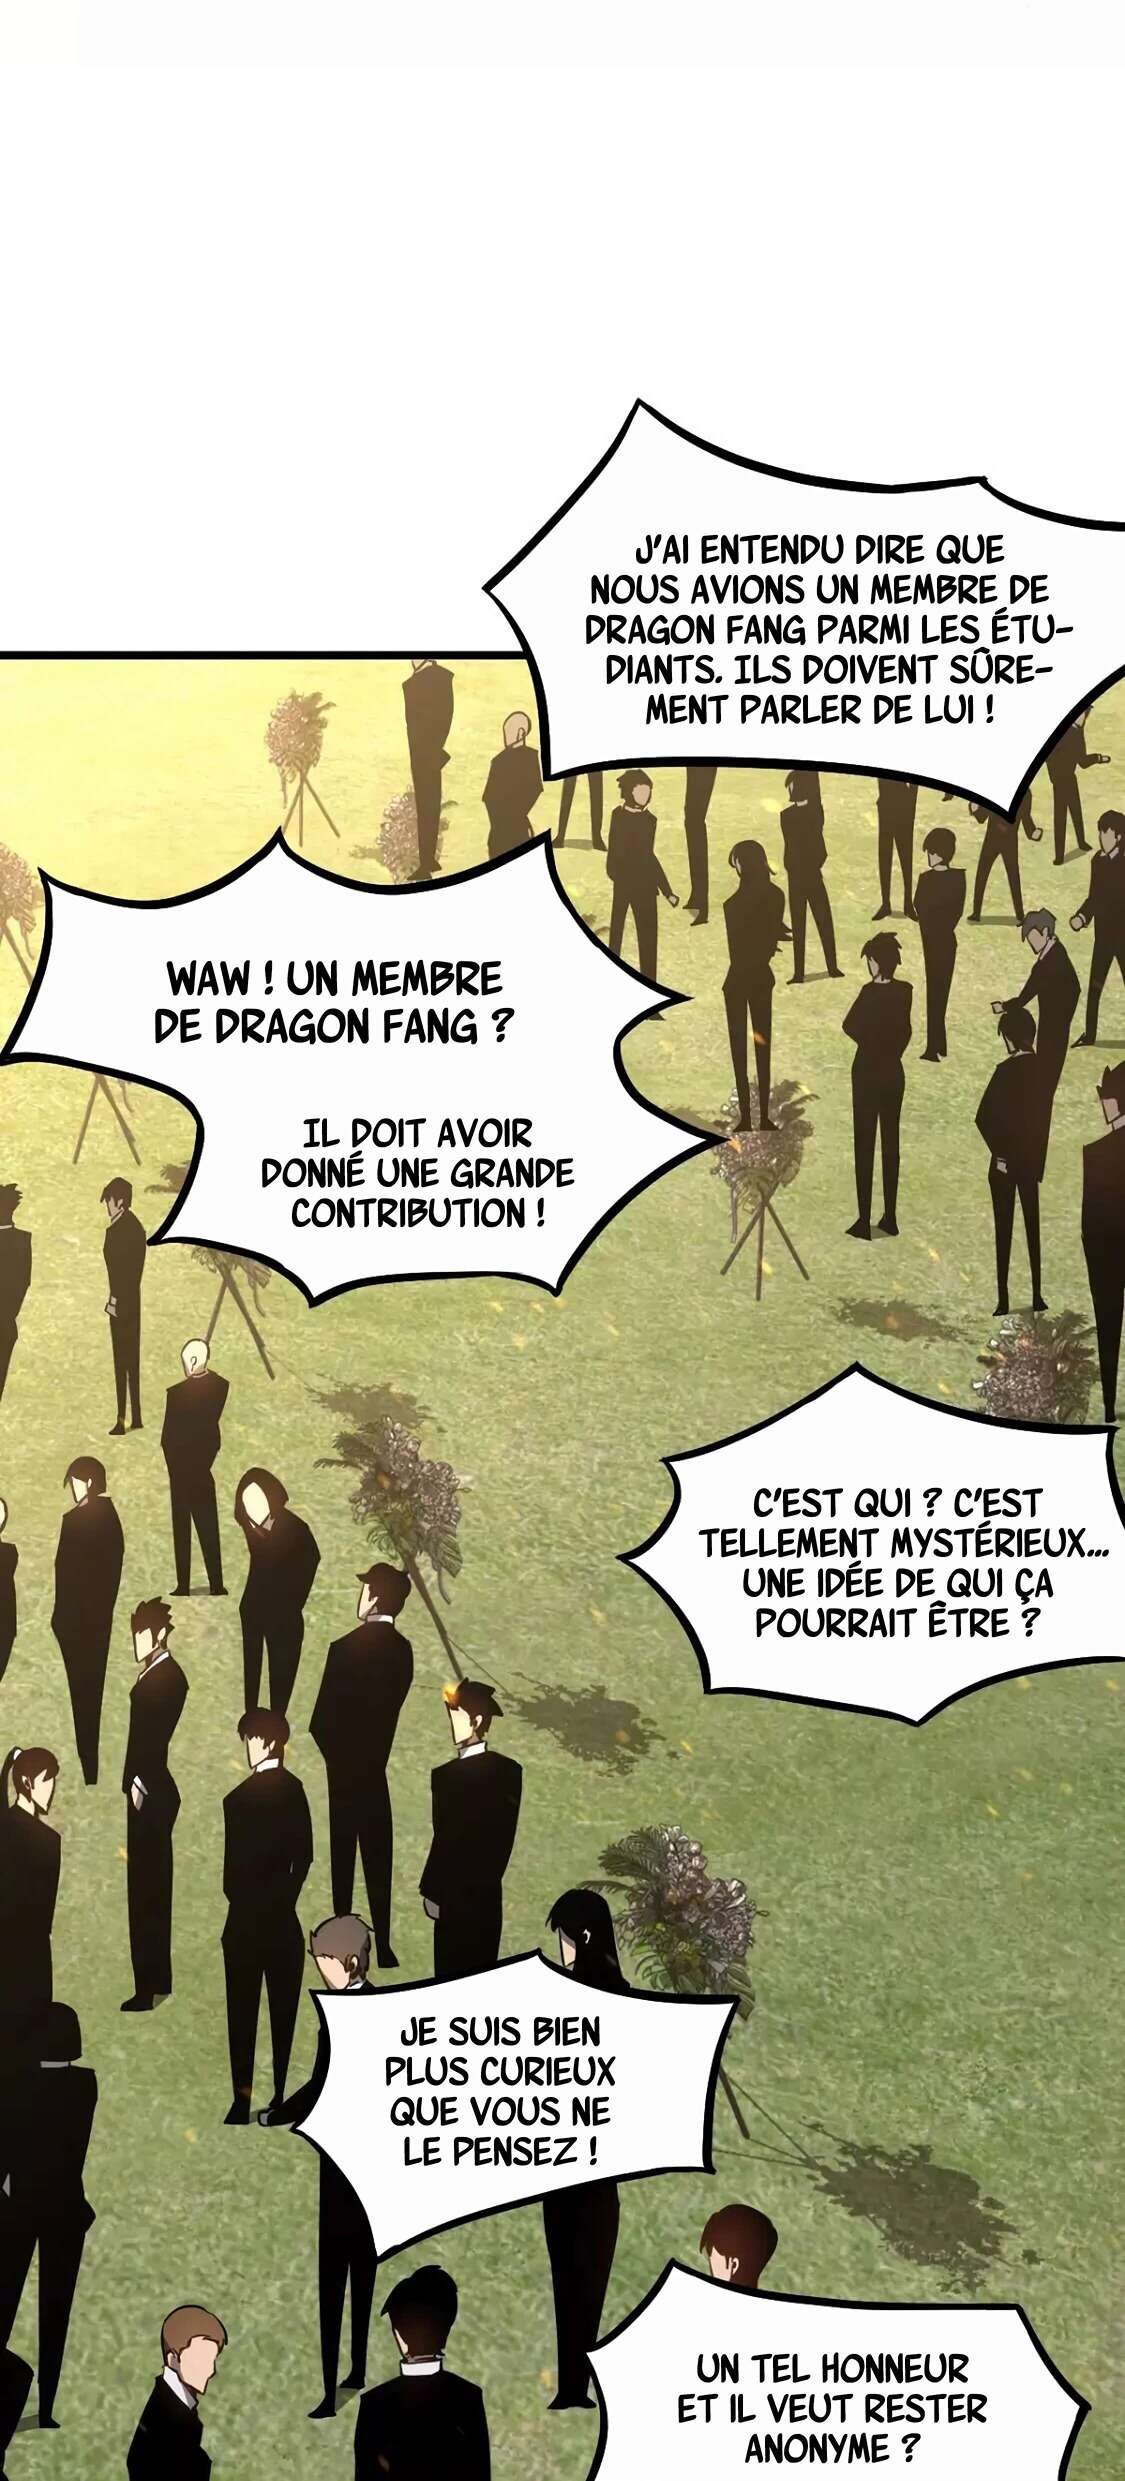 J'AI ENTENDU DIRE QUE
NOUS AVIONS UN MEMBRE DE
DRAGON FANG PARMI LES ÉTU-
DIANTS. ILS DOIVENT SÛRE-
MENT PARLER DE LUI !
WAW ! UN MEMBRE
DE DRAGON FANG ?
IL DOIT AVOIR
DONNÉ UNE GRANDE
CONTRIBUTION !
C'EST QUI ? C'EST
TELLEMENT MYSTÉRIEUX...
UNE IDÉE DE QUI ÇA
POURRAIT ÊTRE ?
JE SUIS BIEN
PLUS CURIEUX
QUE VOUS NE
LE PENSEZ !
UN TEL HONNEUR
ET IL VEUT RESTER
ANONYME ?